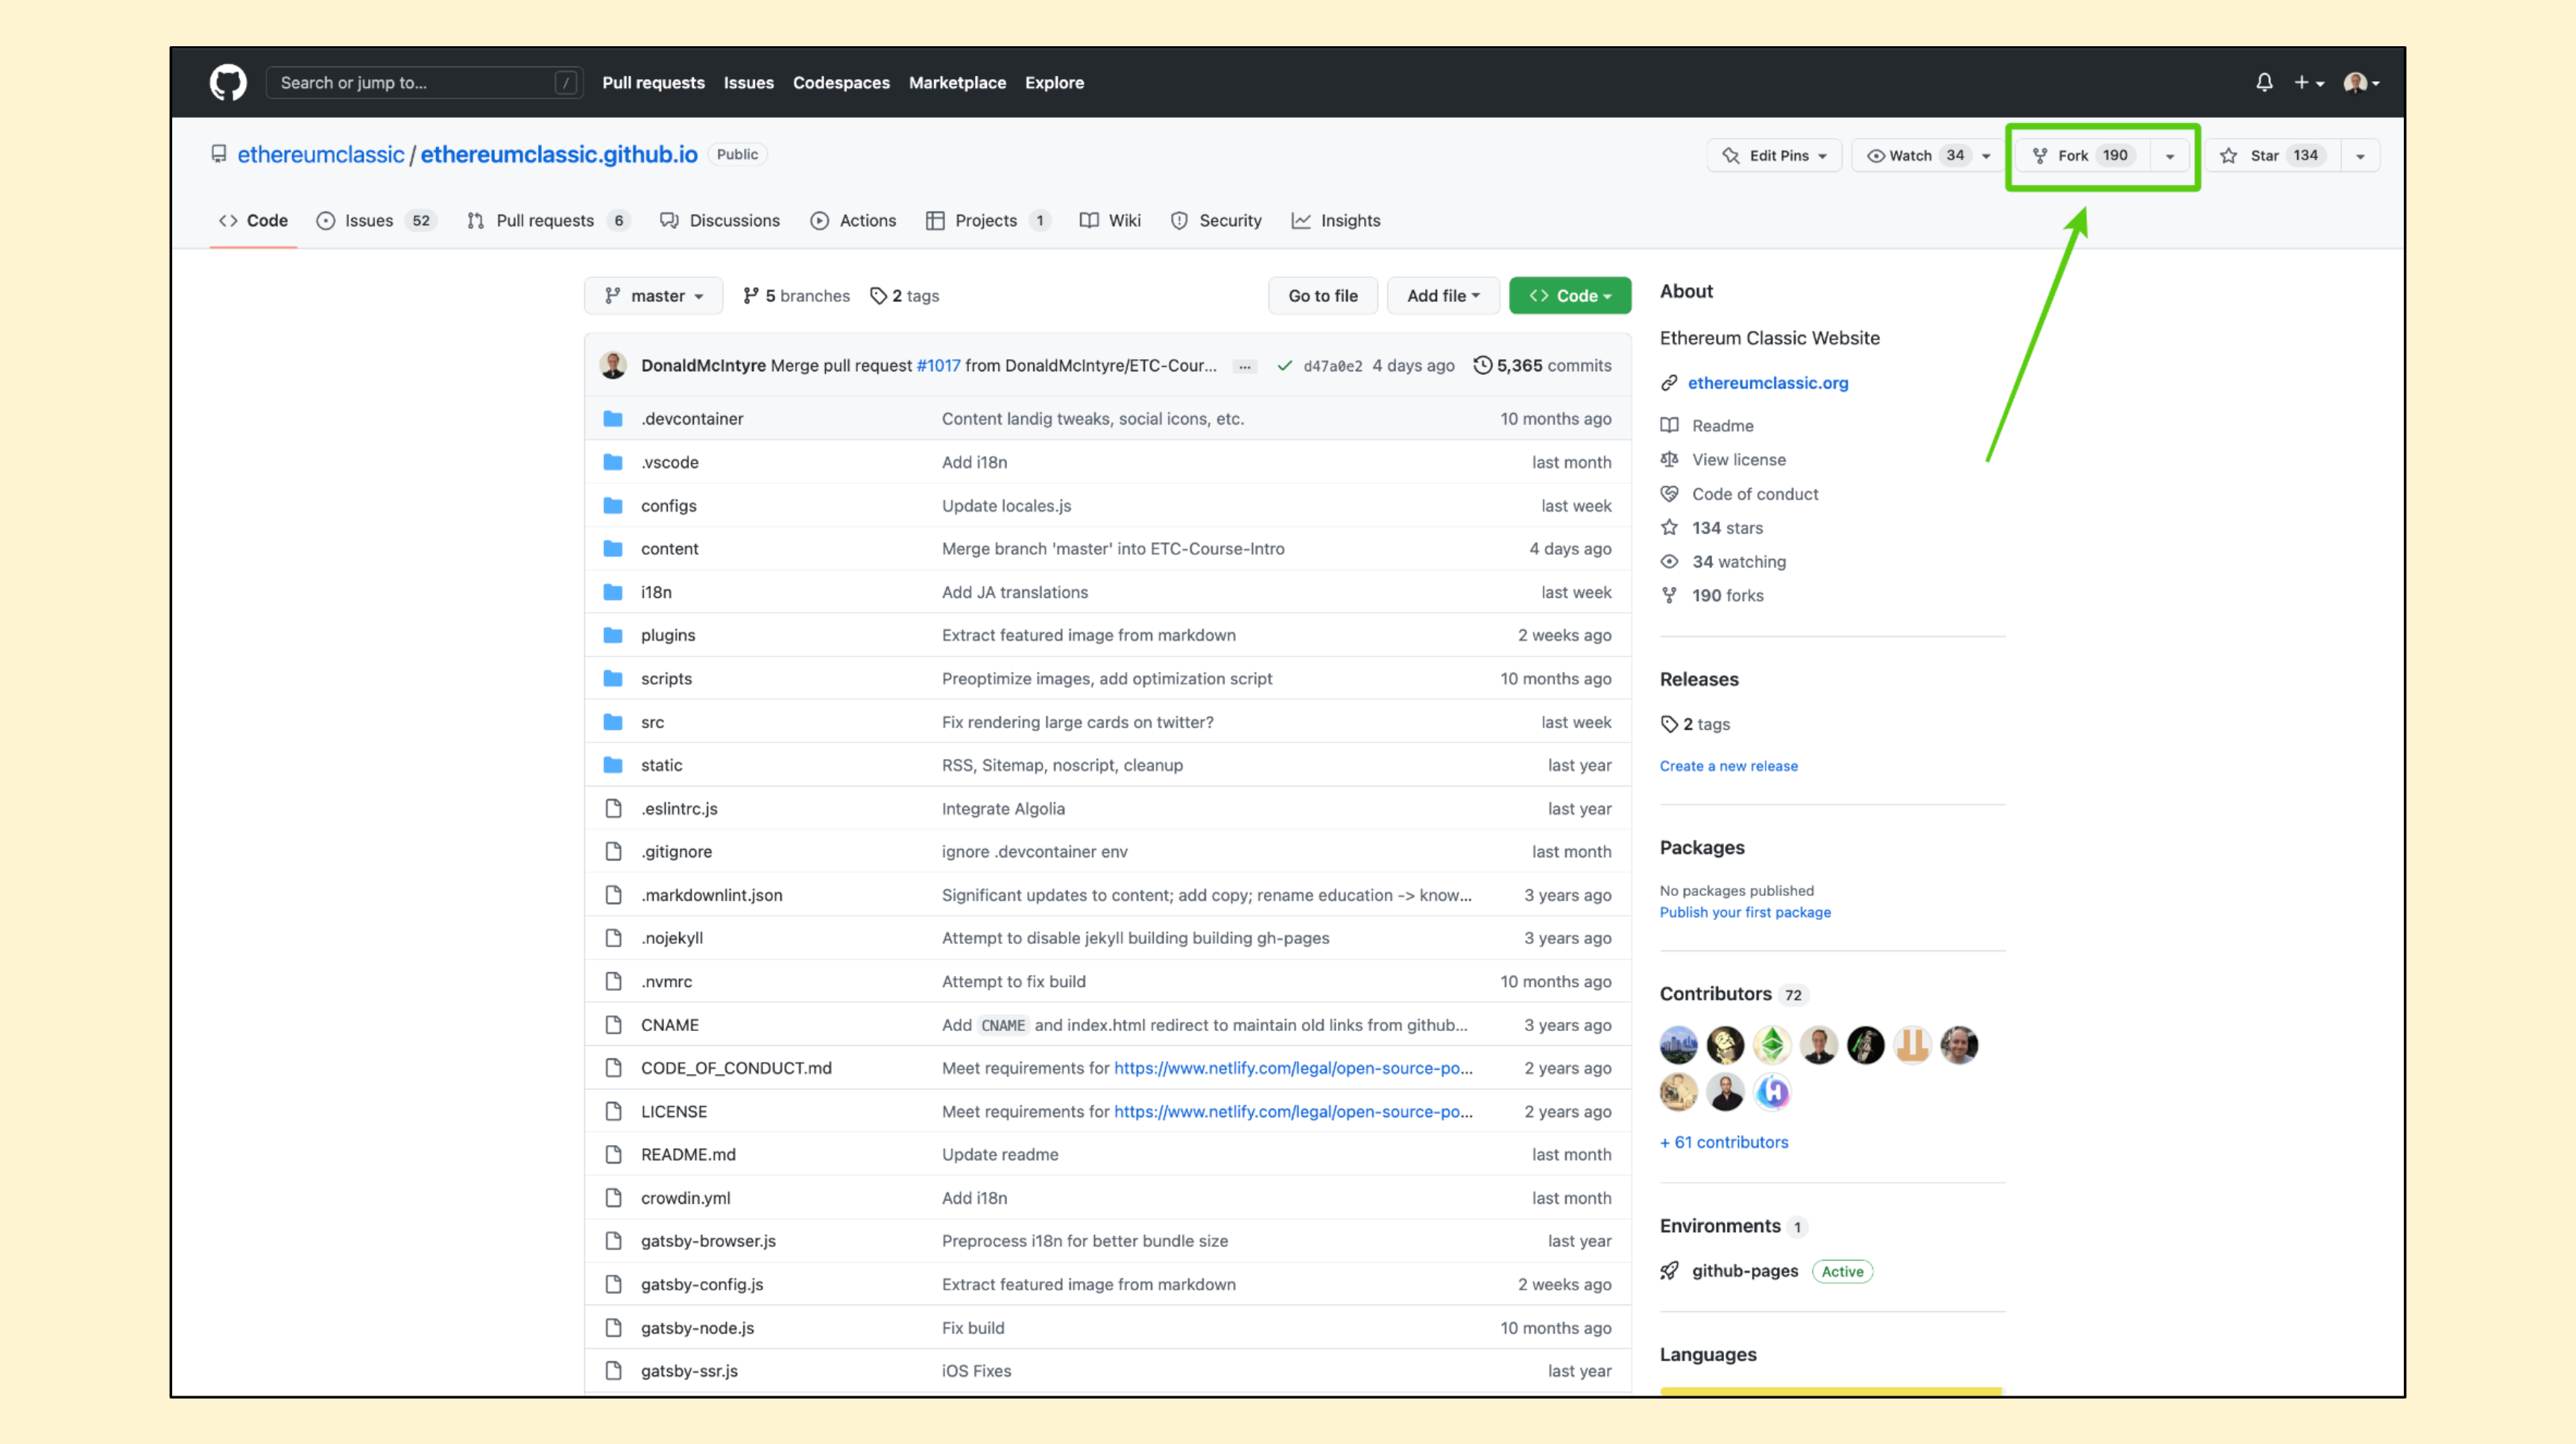 Search or jump to... / Pull requests Issues Codespaces Marketplace Explore
ethereumclassic / ethereumclassic.github.io Public Edit Pins Watch 34 Fork 190 Star 134
Code Issues 52 Pull requests 6 Discussions Actions Projects 1 Wiki Security Insights
master 5 branches 2 tags Go to file Add file Code
DonaldMcIntyre Merge pull request #1017 from DonaldMcIntyre/ETC-Cour... ... d47a0e2 4 days ago 5,365 commits
.devcontainer Content landig tweaks, social icons, etc. 10 months ago
.vscode Add i18n last month
configs Update locales.js last week
content Merge branch 'master' into ETC-Course-Intro 4 days ago
i18n Add JA translations last week
plugins Extract featured image from markdown 2 weeks ago
scripts Preoptimize images, add optimization script 10 months ago
src Fix rendering large cards on twitter? last week
static RSS, Sitemap, noscript, cleanup last year
.eslintrc.js Integrate Algolia last year
.gitignore ignore .devcontainer env last month
.markdownlint.json Significant updates to content; add copy; rename education -> know... 3 years ago
.nojekyll Attempt to disable jekyll building building gh-pages 3 years ago
.nvmrc Attempt to fix build 10 months ago
CNAME Add CNAME and index.html redirect to maintain old links from github... 3 years ago
CODE_OF_CONDUCT.md Meet requirements for https://www.netlify.com/legal/open-source-po... 2 years ago
LICENSE Meet requirements for https://www.netlify.com/legal/open-source-po... 2 years ago
README.md Update readme last month
crowdin.yml Add i18n last month
gatsby-browser.js Preprocess i18n for better bundle size last year
gatsby-config.js Extract featured image from markdown 2 weeks ago
gatsby-node.js Fix build 10 months ago
gatsby-ssr.js iOS Fixes last year
About
Ethereum Classic Website
ethereumclassic.org
Readme
View license
Code of conduct
134 stars
34 watching
190 forks
Releases
2 tags
Create a new release
Packages
No packages published
Publish your first package
Contributors 72
+ 61 contributors
Environments 1
github-pages Active
Languages